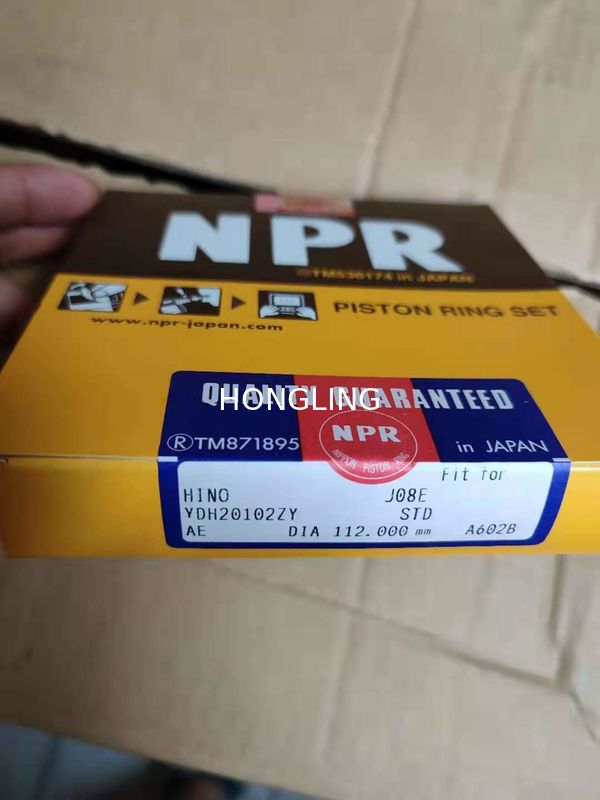 NPR
®TM530174 in JAPAN
PISTON RING SET
www.npr-japan.com
QUALITY GUARANTEED
HONGLING
®TM871895
NPR
NIPPON PISTON RING
in JAPAN
Fit for
HINO J08E
YDH20102ZY STD
AE DIA 112.000 mm A602B